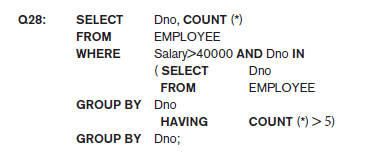 Q28: SELECT Dno, COUNT (*)
FROM EMPLOYEE
WHERE Salary>40000 AND Dno IN
( SELECT Dno
FROM EMPLOYEE
GROUP BY Dno
HAVING COUNT (*) > 5)
GROUP BY Dno;